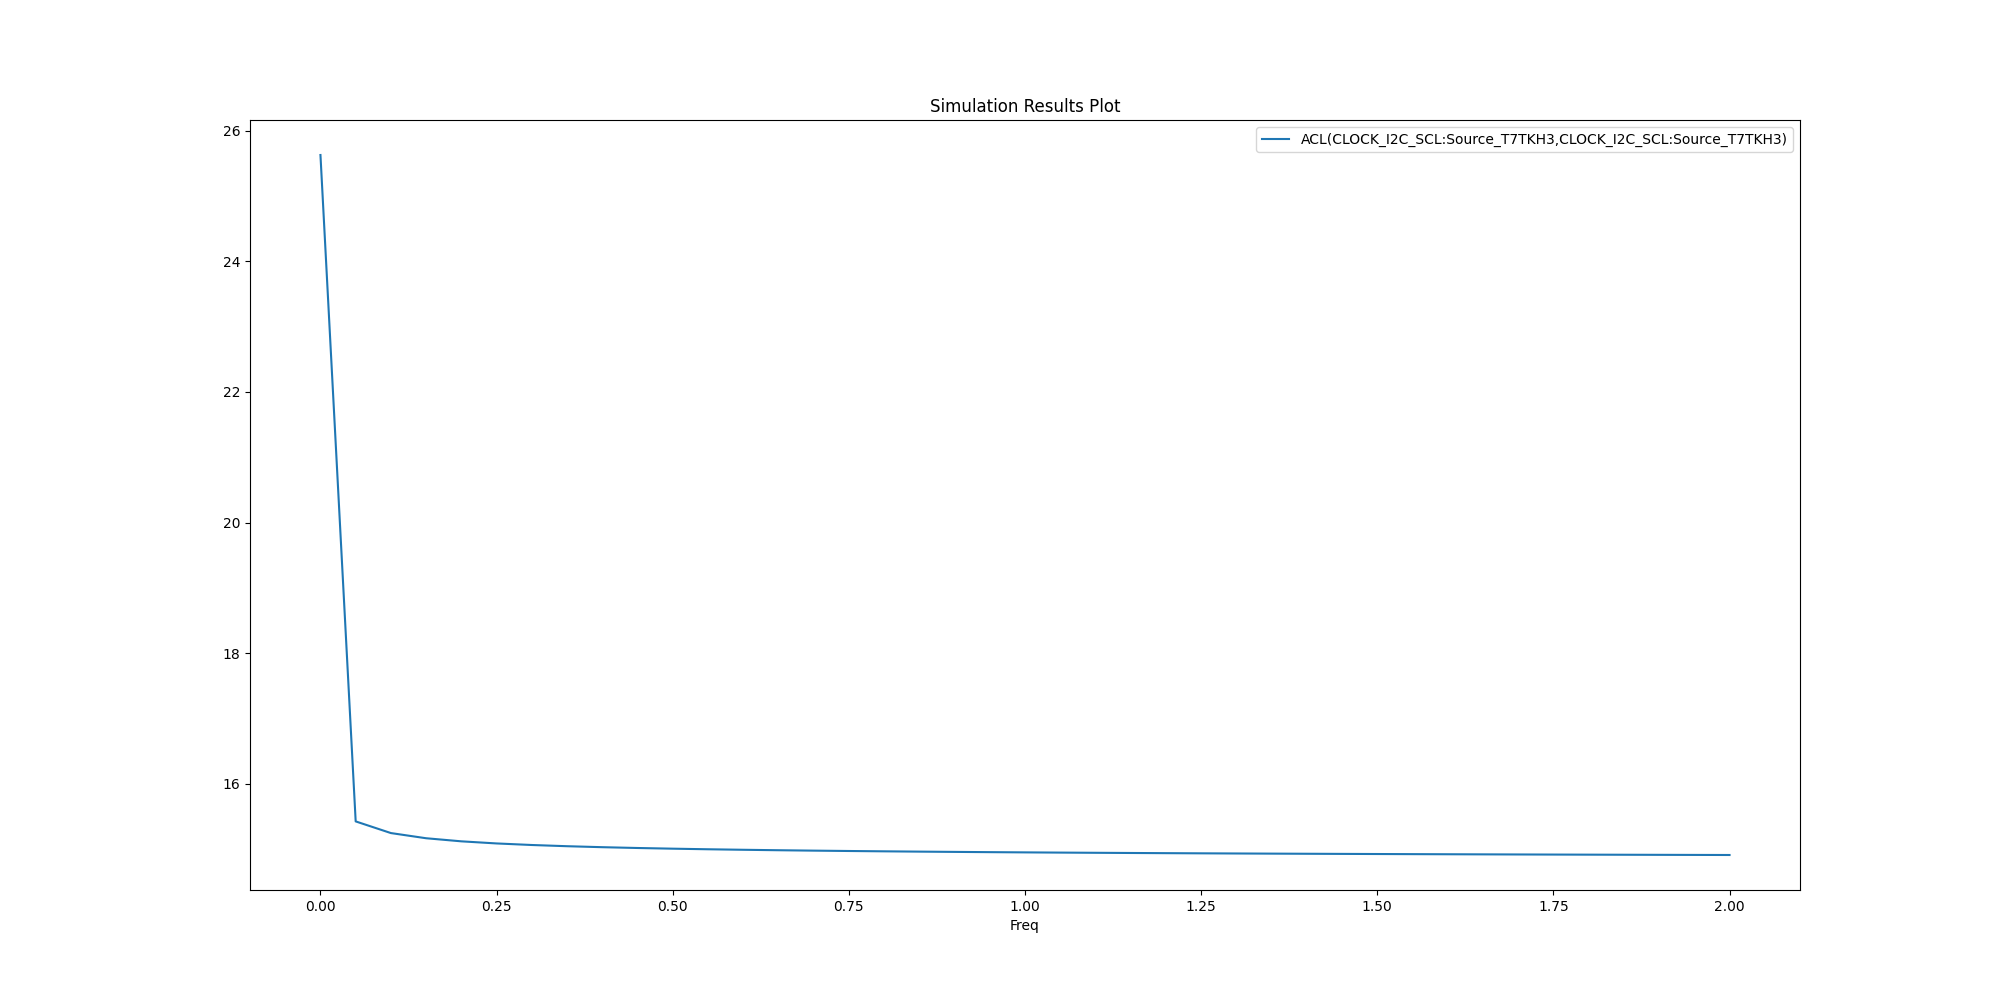 Simulation Results Plot
ACL(CLOCK_I2C_SCL:Source_T7TKH3,CLOCK_I2C_SCL:Source_T7TKH3)
26
24
22
20
18
16
0.00 0.25 0.50 0.75 1.00 1.25 1.50 1.75 2.00
Freq